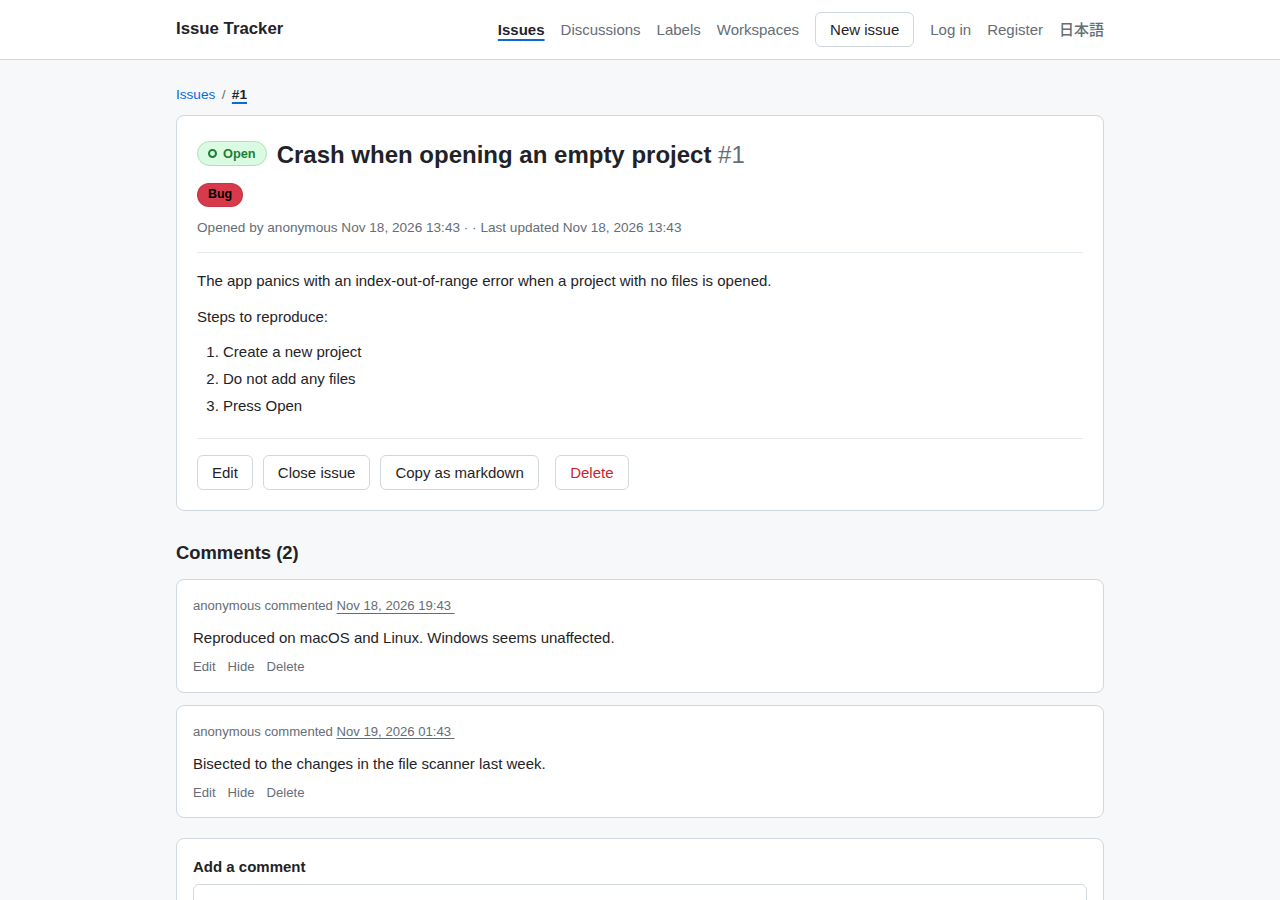 Issue Tracker
Issues Discussions Labels Workspaces New issue Log in Register 日本語
Issues / #1
Open Crash when opening an empty project #1
Bug
Opened by anonymous Nov 18, 2026 13:43 · · Last updated Nov 18, 2026 13:43
The app panics with an index-out-of-range error when a project with no files is opened.
Steps to reproduce:
1. Create a new project
2. Do not add any files
3. Press Open
Edit Close issue Copy as markdown Delete
Comments (2)
anonymous commented Nov 18, 2026 19:43
Reproduced on macOS and Linux. Windows seems unaffected.
Edit Hide Delete
anonymous commented Nov 19, 2026 01:43
Bisected to the changes in the file scanner last week.
Edit Hide Delete
Add a comment